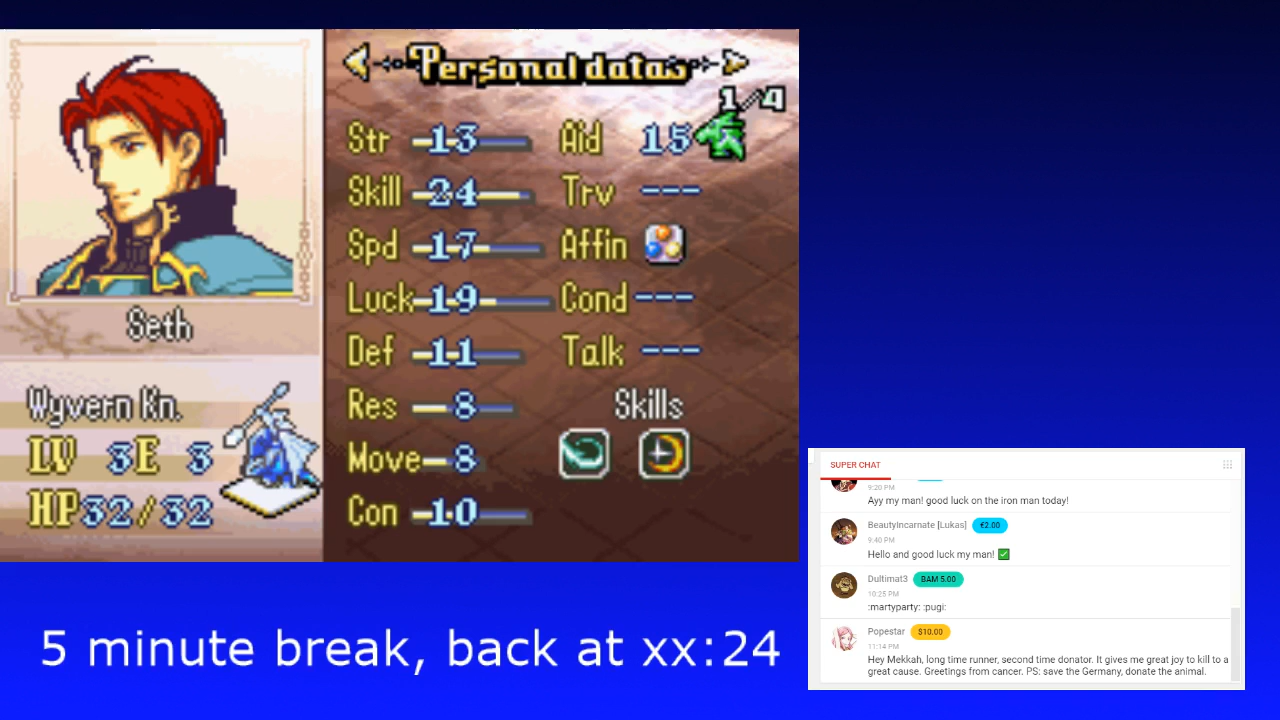 Personal datas
1/4
Str 13 Aid 15
Skill 24 Trv ---
Spd 17 Affin
Luck 19 Cond ---
Def 11 Talk ---
Res 8 Skills
Move 8
Con 10
Seth
Wyvern Kn.
LV 3 E 3
HP 32/32
5 minute break, back at xx:24
SUPER CHAT
9:20 PM
Ayy my man! good luck on the iron man today!
BeautyIncarnate [Lukas] €2.00
9:40 PM
Hello and good luck my man! ✅
Dultimat3 BAM 5.00
10:25 PM
:martyparty: :pugi:
Popestar $10.00
11:14 PM
Hey Mekkah, long time runner, second time donator. It gives me great joy to kill to a
great cause. Greetings from cancer. PS: save the Germany, donate the animal.